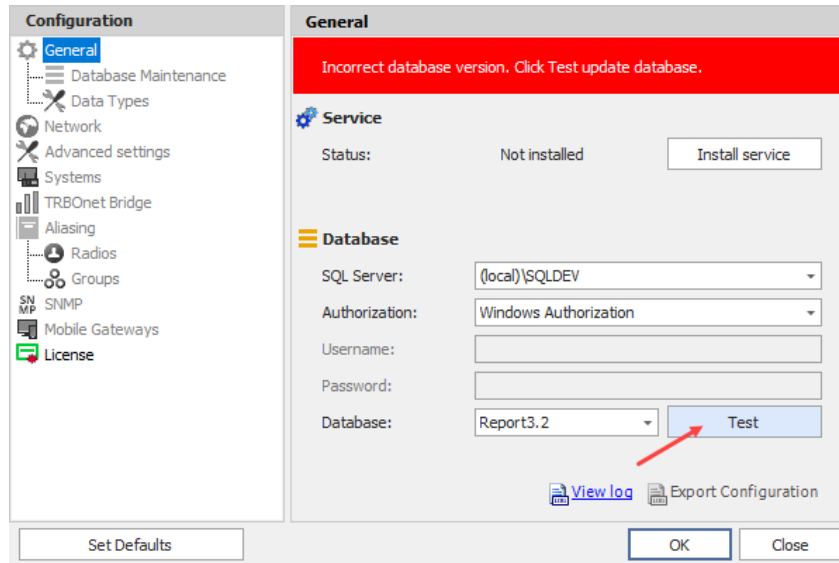 Configuration
General
Database Maintenance
Data Types
Network
Advanced settings
Systems
TRBOnet Bridge
Aliasing
Radios
Groups
SN
MP SNMP
Mobile Gateways
License
General
Incorrect database version. Click Test update database.
Service
Status: Not installed Install service
Database
SQL Server: (local)\SQLDEV
Authorization: Windows Authorization
Username:
Password:
Database: Report3.2 Test
View log Export Configuration
Set Defaults OK Close